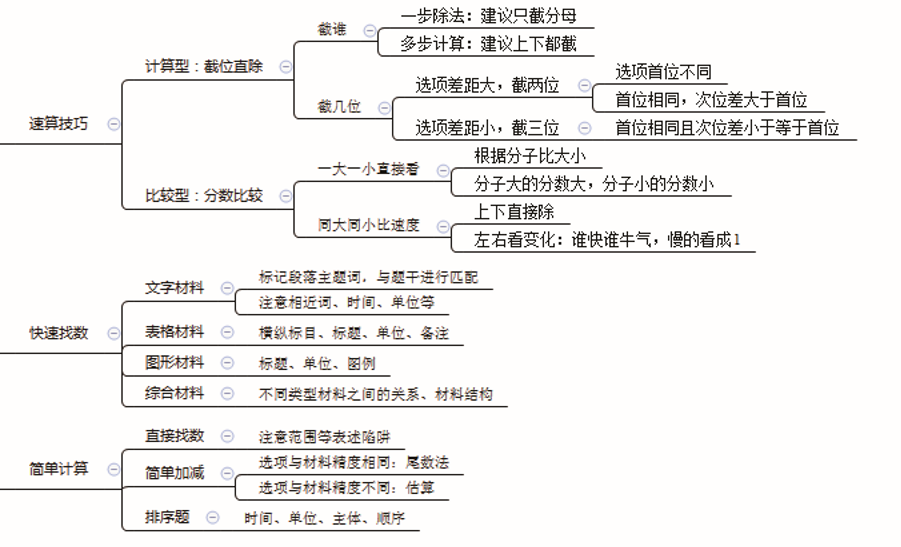 速算技巧
计算型：截位直除
截谁
一步除法：建议只截分母
多步计算：建议上下都截
截几位
选项差距大，截两位
选项首位不同
首位相同，次位差大于首位
选项差距小，截三位
首位相同且次位差小于等于首位
比较型：分数比较
一大一小直接看
根据分子比大小
分子大的分数大，分子小的分数小
同大同小比速度
上下直接除
左右看变化：谁快谁牛气，慢的看成1
快速找数
文字材料
标记段落主题词，与题干进行匹配
注意相近词、时间、单位等
表格材料
横纵标目、标题、单位、备注
图形材料
标题、单位、图例
综合材料
不同类型材料之间的关系、材料结构
简单计算
直接找数
注意范围等表述陷阱
简单加减
选项与材料精度相同：尾数法
选项与材料精度不同：估算
排序题
时间、单位、主体、顺序